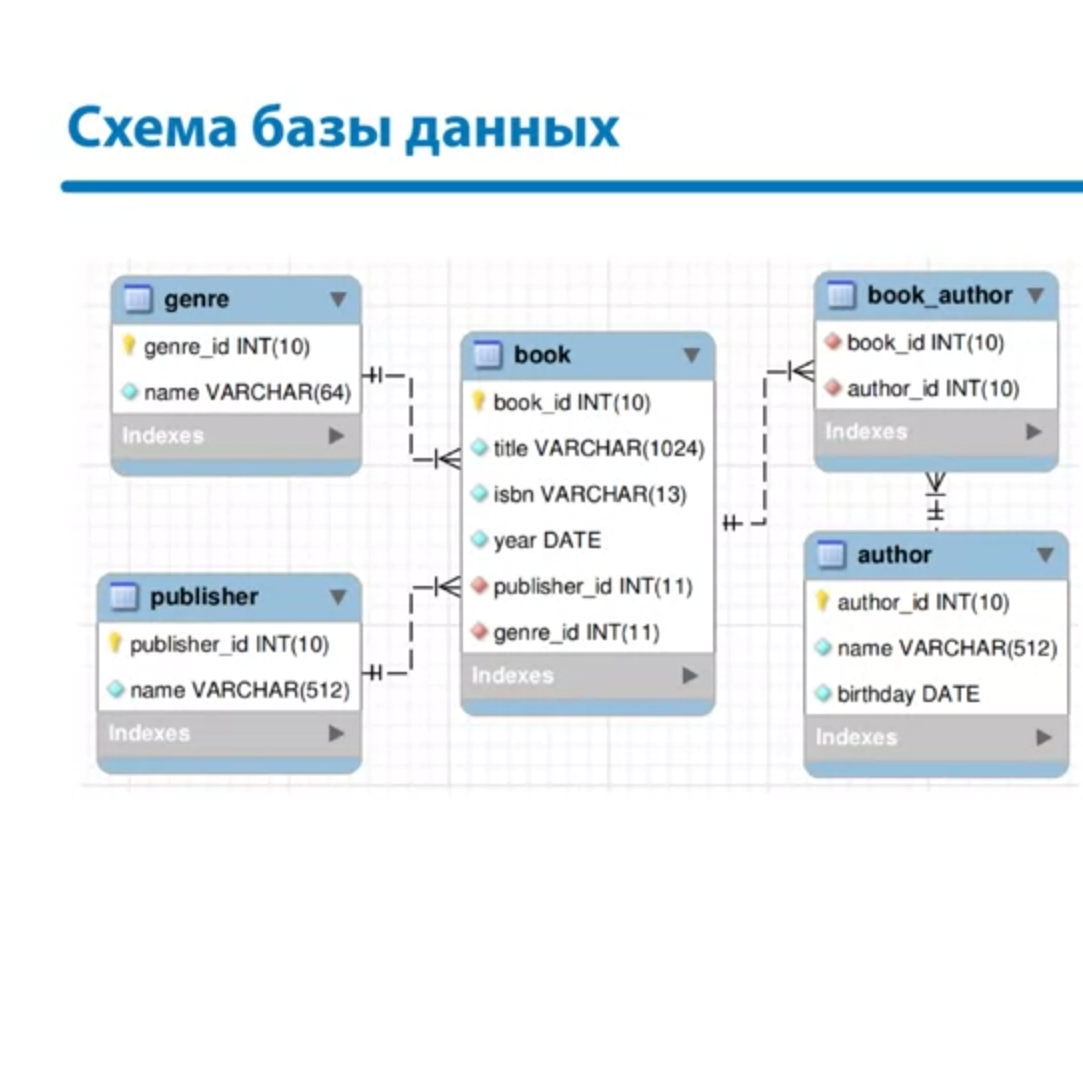 Схема базы данных
genre
genre_id INT(10)
name VARCHAR(64)
Indexes
publisher
publisher_id INT(10)
name VARCHAR(512)
Indexes
book
book_id INT(10)
title VARCHAR(1024)
isbn VARCHAR(13)
year DATE
publisher_id INT(11)
genre_id INT(11)
Indexes
book_author
book_id INT(10)
author_id INT(10)
Indexes
author
author_id INT(10)
name VARCHAR(512)
birthday DATE
Indexes